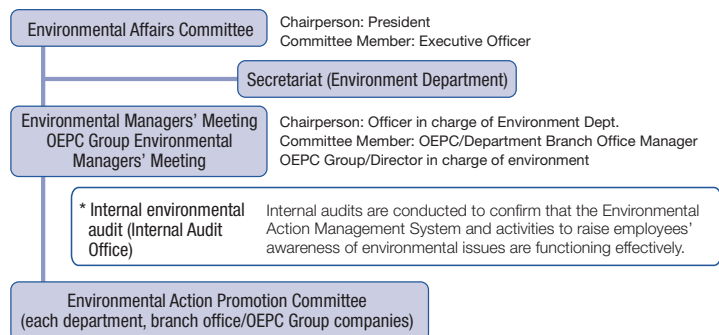 Environmental Affairs Committee
Chairperson: President
Committee Member: Executive Officer
Secretariat (Environment Department)
Environmental Managers' Meeting
OEPC Group Environmental
Managers' Meeting
Chairperson: Officer in charge of Environment Dept.
Committee Member: OEPC/Department Branch Office Manager
OEPC Group/Director in charge of environment
* Internal environmental
audit (Internal Audit
Office)
Internal audits are conducted to confirm that the Environmental
Action Management System and activities to raise employees'
awareness of environmental issues are functioning effectively.
Environmental Action Promotion Committee
(each department, branch office/OEPC Group companies)